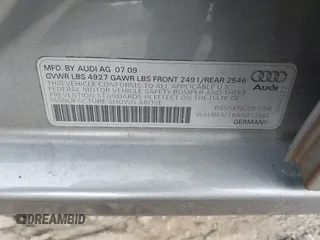 MFD. BY AUDI AG 07 09
GVWR LBS 4927 GAWR LBS FRONT 2491/REAR 2546
THIS VEHICLE CONFORMS TO ALL APPLICABLE U.S.
FEDERAL MOTOR VEHICLE SAFETY BUMPER AND THEFT
PREVENTION STANDARDS IN EFFECT ON THE DATE OF
MANUFACTURE SHOWN ABOVE
Audi
PASSENGER CAR
GERMANY
DREAMBID